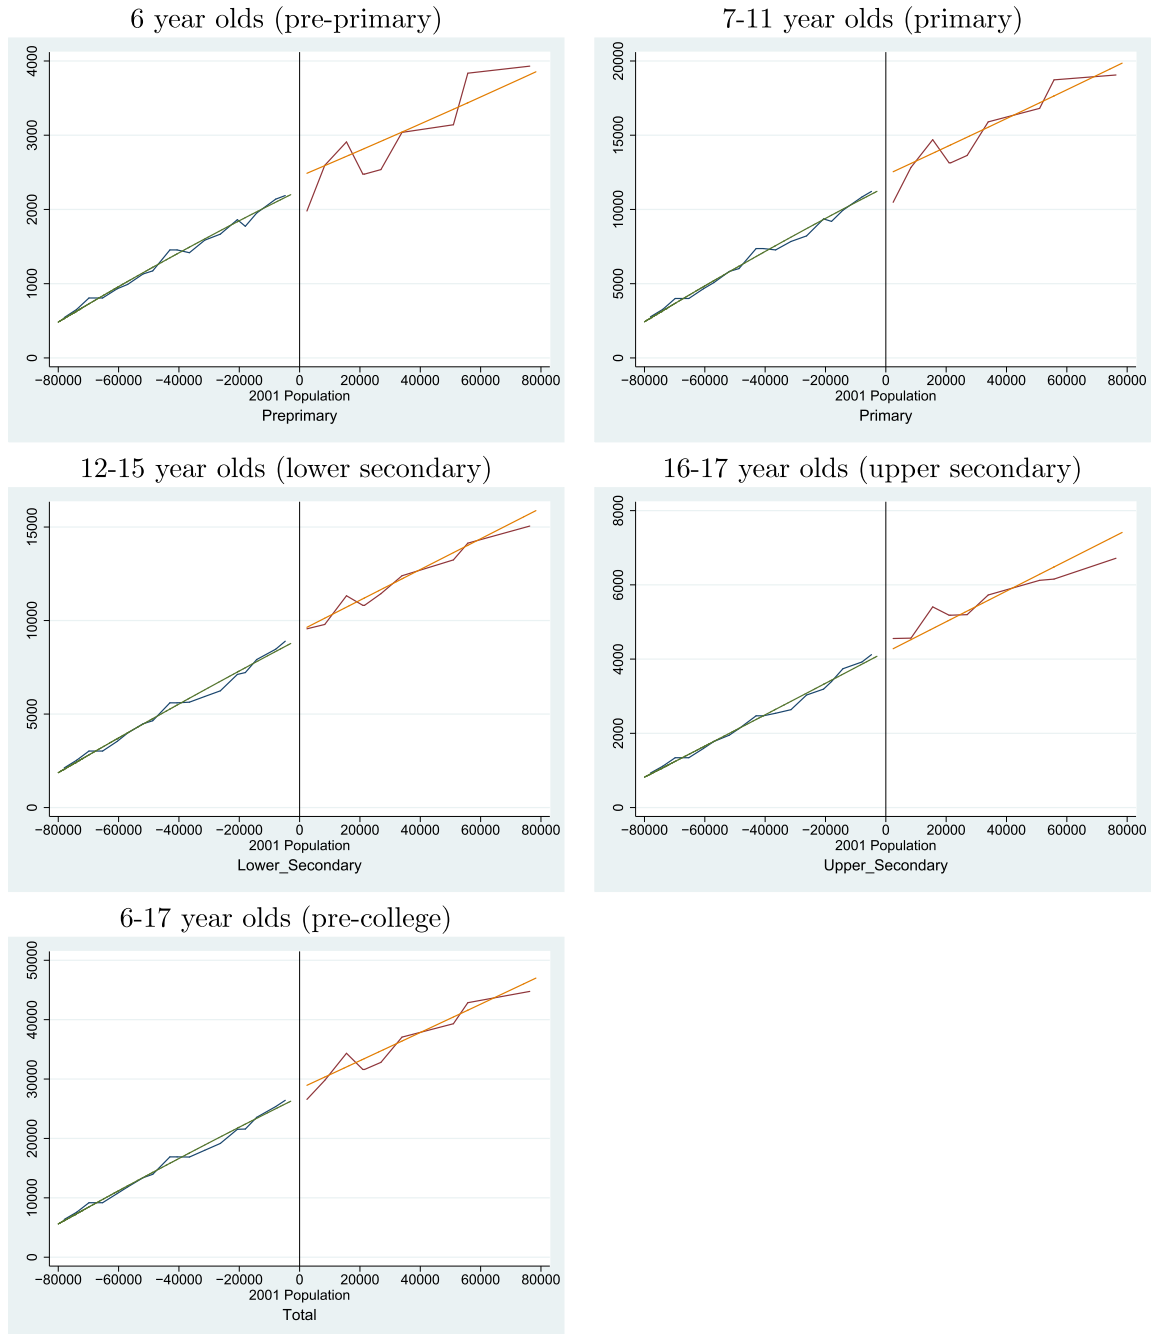 6 year olds (pre-primary)
4000
3000
2000
1000
0
−80000 −60000 −40000 −20000 0 20000 40000 60000 80000
2001 Population
Preprimary
7-11 year olds (primary)
20000
15000
10000
5000
0
−80000 −60000 −40000 −20000 0 20000 40000 60000 80000
2001 Population
Primary
12-15 year olds (lower secondary)
15000
10000
5000
0
−80000 −60000 −40000 −20000 0 20000 40000 60000 80000
2001 Population
Lower_Secondary
16-17 year olds (upper secondary)
8000
6000
4000
2000
0
−80000 −60000 −40000 −20000 0 20000 40000 60000 80000
2001 Population
Upper_Secondary
6-17 year olds (pre-college)
50000
40000
30000
20000
10000
0
−80000 −60000 −40000 −20000 0 20000 40000 60000 80000
2001 Population
Total